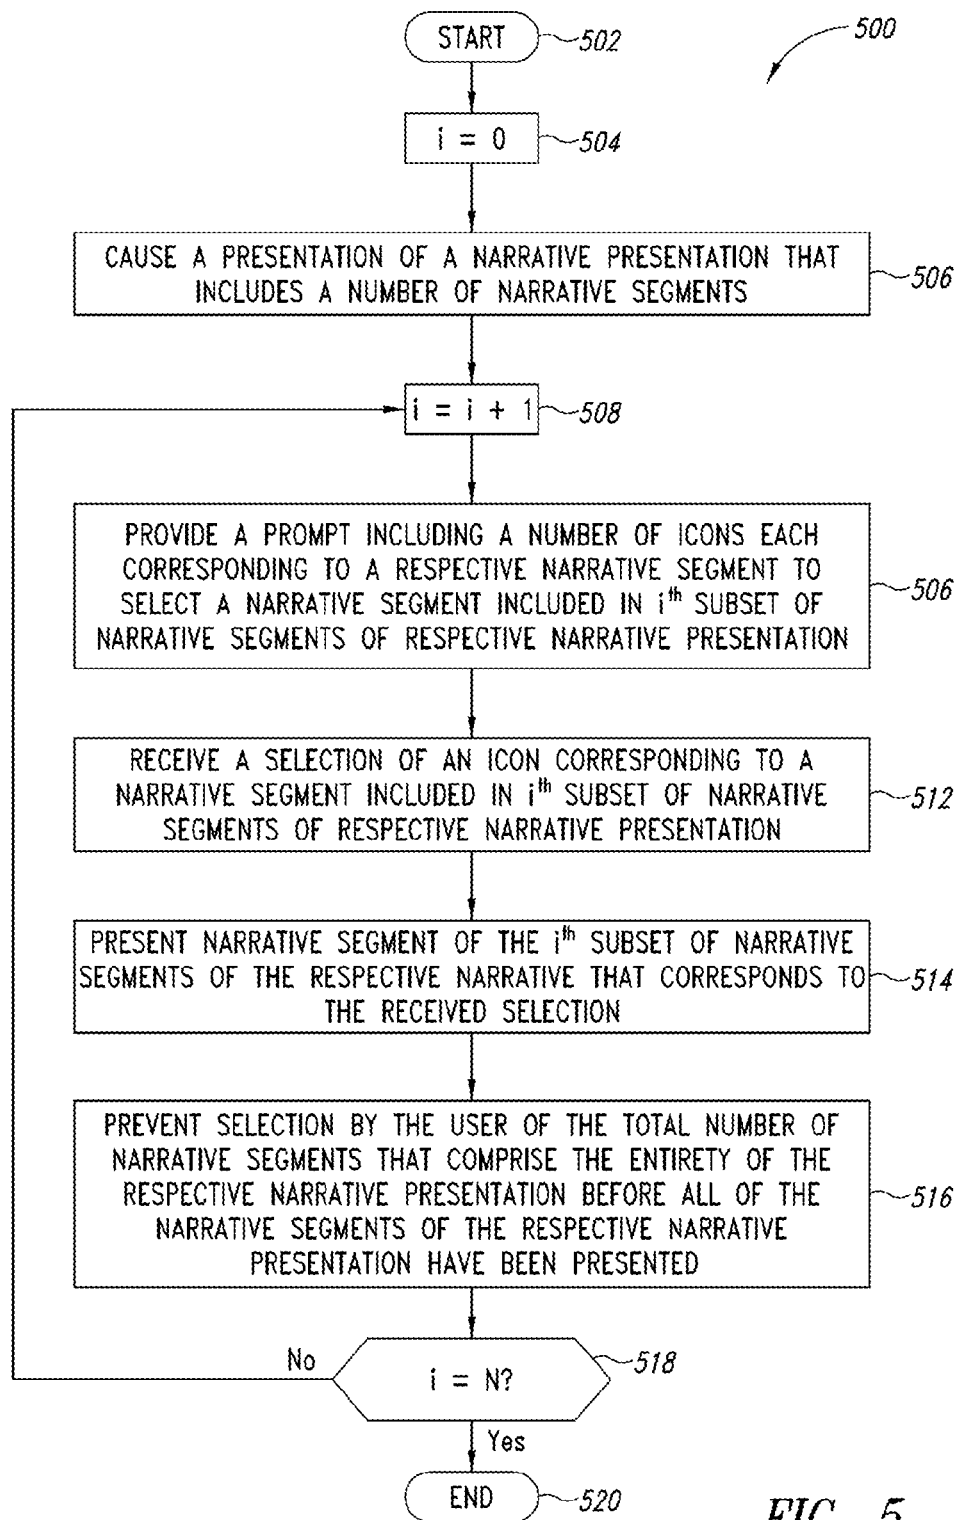 START
502
500
i = 0
504
CAUSE A PRESENTATION OF A NARRATIVE PRESENTATION THAT
INCLUDES A NUMBER OF NARRATIVE SEGMENTS
506
i = i + 1
508
PROVIDE A PROMPT INCLUDING A NUMBER OF ICONS EACH
CORRESPONDING TO A RESPECTIVE NARRATIVE SEGMENT TO
SELECT A NARRATIVE SEGMENT INCLUDED IN iᵗʰ SUBSET OF
NARRATIVE SEGMENTS OF RESPECTIVE NARRATIVE PRESENTATION
506
RECEIVE A SELECTION OF AN ICON CORRESPONDING TO A
NARRATIVE SEGMENT INCLUDED IN iᵗʰ SUBSET OF NARRATIVE
SEGMENTS OF RESPECTIVE NARRATIVE PRESENTATION
512
PRESENT NARRATIVE SEGMENT OF THE iᵗʰ SUBSET OF NARRATIVE
SEGMENTS OF THE RESPECTIVE NARRATIVE THAT CORRESPONDS TO
THE RECEIVED SELECTION
514
PREVENT SELECTION BY THE USER OF THE TOTAL NUMBER OF
NARRATIVE SEGMENTS THAT COMPRISE THE ENTIRETY OF THE
RESPECTIVE NARRATIVE PRESENTATION BEFORE ALL OF THE
NARRATIVE SEGMENTS OF THE RESPECTIVE NARRATIVE
PRESENTATION HAVE BEEN PRESENTED
516
No
i = N?
518
Yes
END
520
FIG. 5